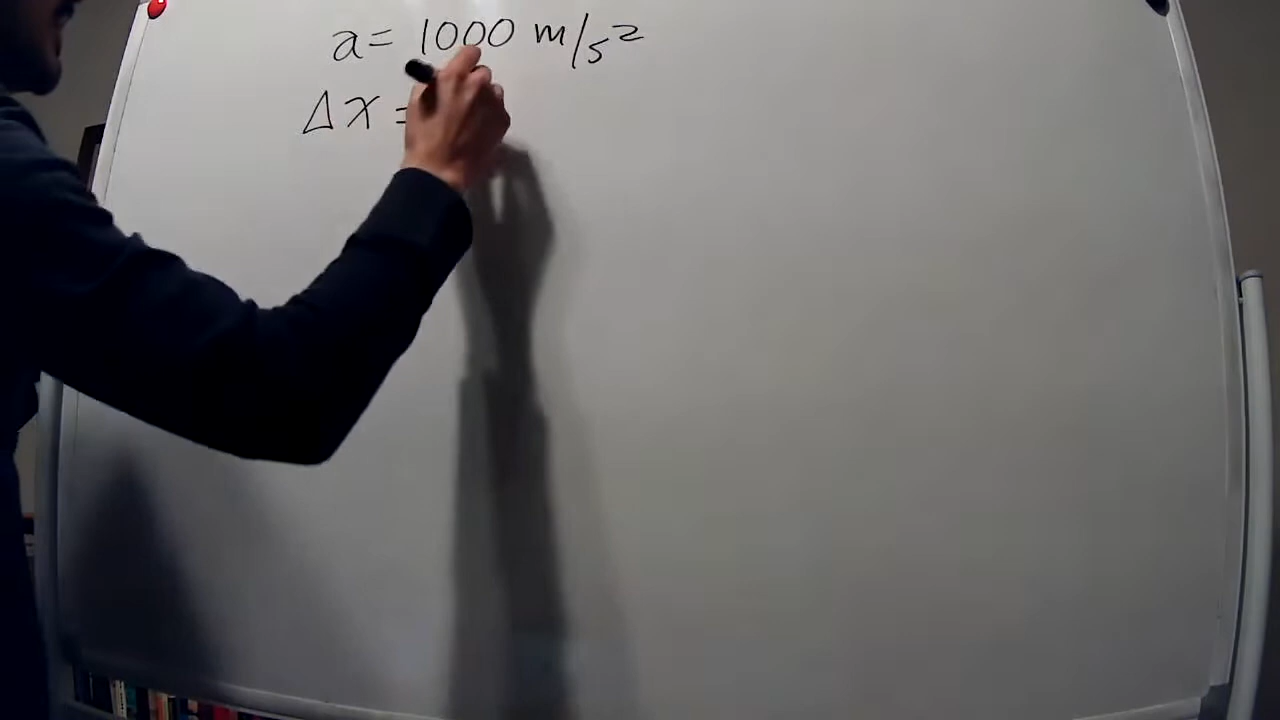 a = 1000 m/s²
Δx =